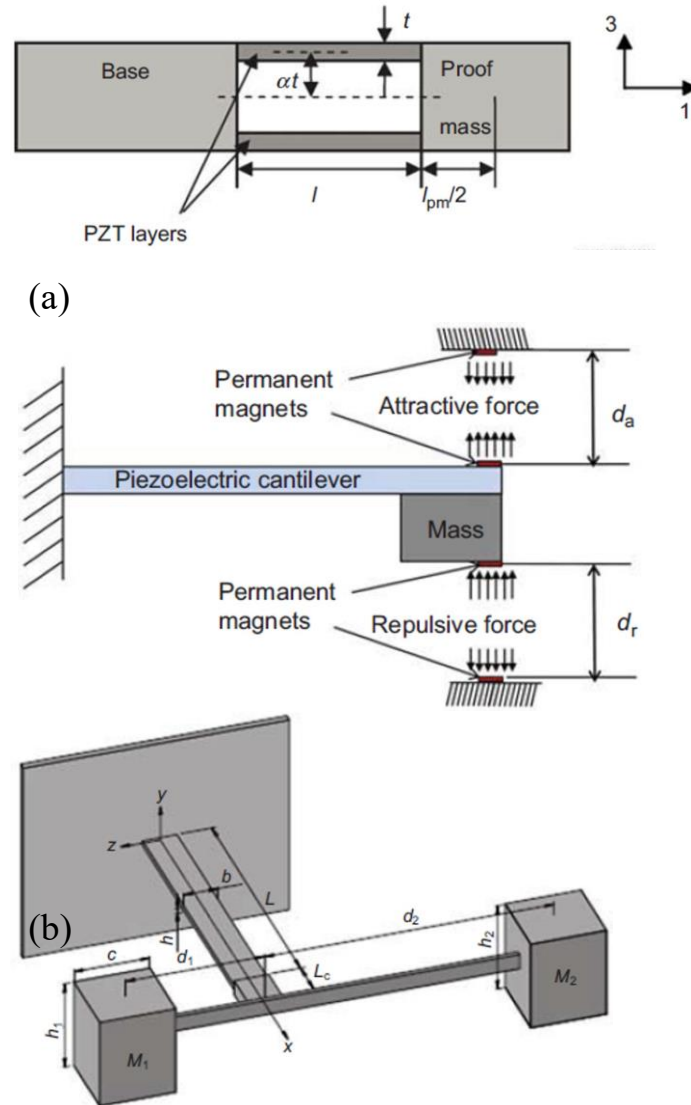 t
3
Base
αt
Proof
mass
1
l
l_pm/2
PZT layers
(a)
Permanent
magnets
Attractive force
d_a
Piezoelectric cantilever
Mass
Permanent
magnets
Repulsive force
d_r
y
z
b
L
(b)
h
d_1
d_2
h_2
c
L_c
h_1
M_1
M_2
x